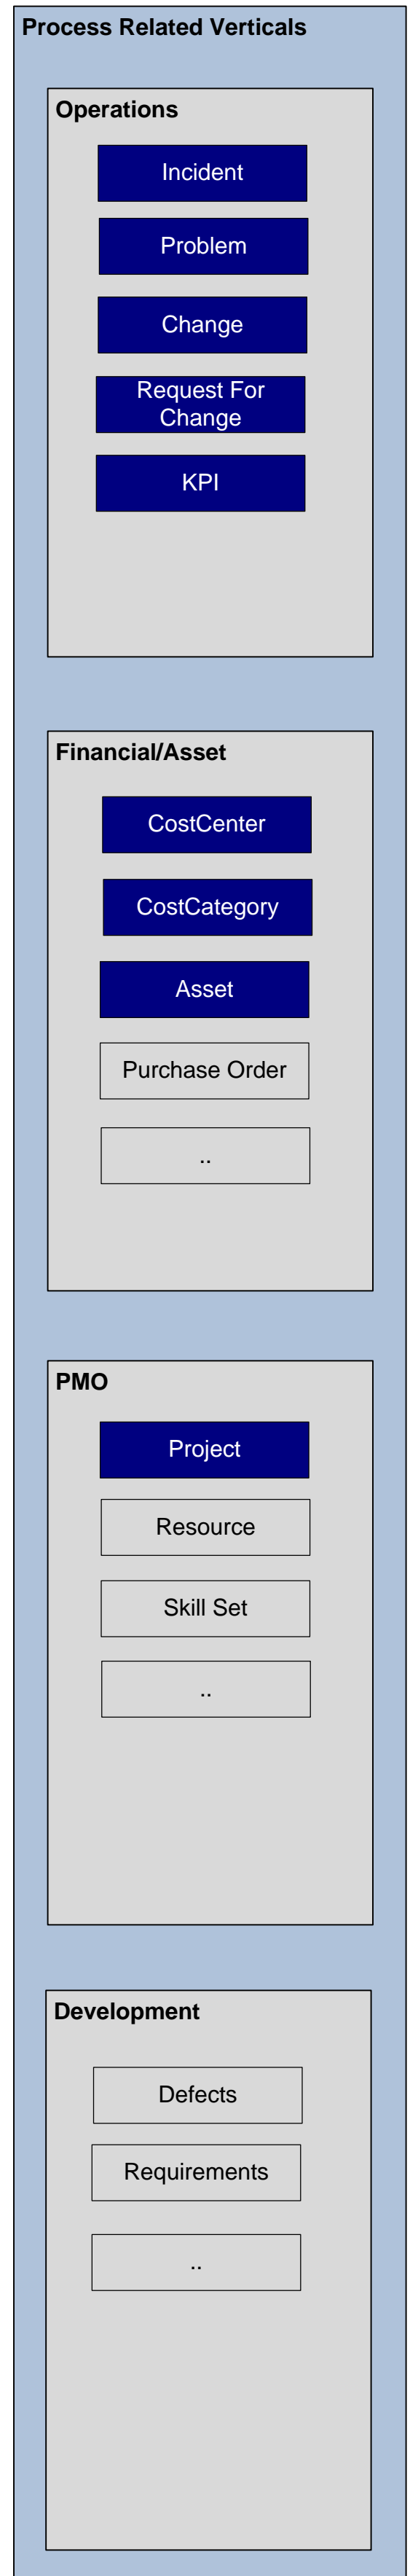 Process Related Verticals
Operations
Incident
Problem
Change
Request For
Change
KPI
Financial/Asset
CostCenter
CostCategory
Asset
Purchase Order
..
PMO
Project
Resource
Skill Set
..
Development
Defects
Requirements
..